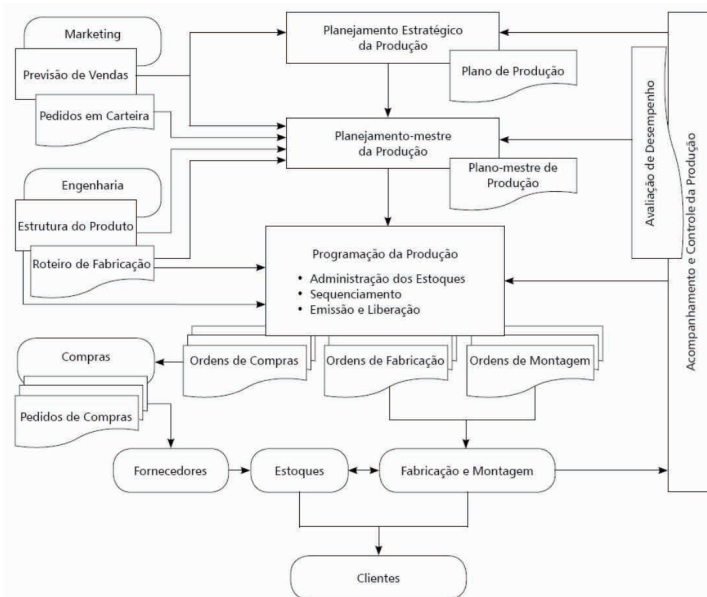 Marketing
Previsão de Vendas
Pedidos em Carteira
Planejamento Estratégico
da Produção
Plano de Produção
Planejamento-mestre
da Produção
Plano-mestre de
Produção
Avaliação de Desempenho
Acompanhamento e Controle da Produção
Engenharia
Estrutura do Produto
Roteiro de Fabricação
Programação da Produção
• Administração dos Estoques
• Sequenciamento
• Emissão e Liberação
Ordens de Compras
Ordens de Fabricação
Ordens de Montagem
Compras
Pedidos de Compras
Fornecedores
Estoques
Fabricação e Montagem
Clientes